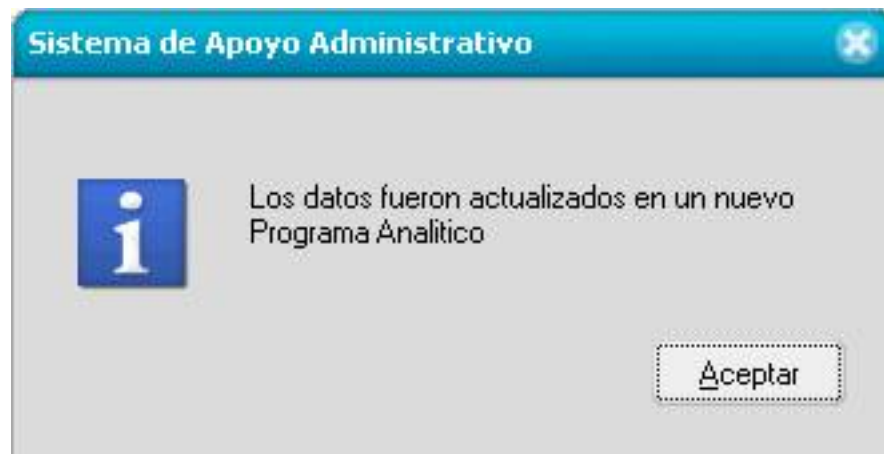 Sistema de Apoyo Administrativo
Los datos fueron actualizados en un nuevo
Programa Analitico
Aceptar